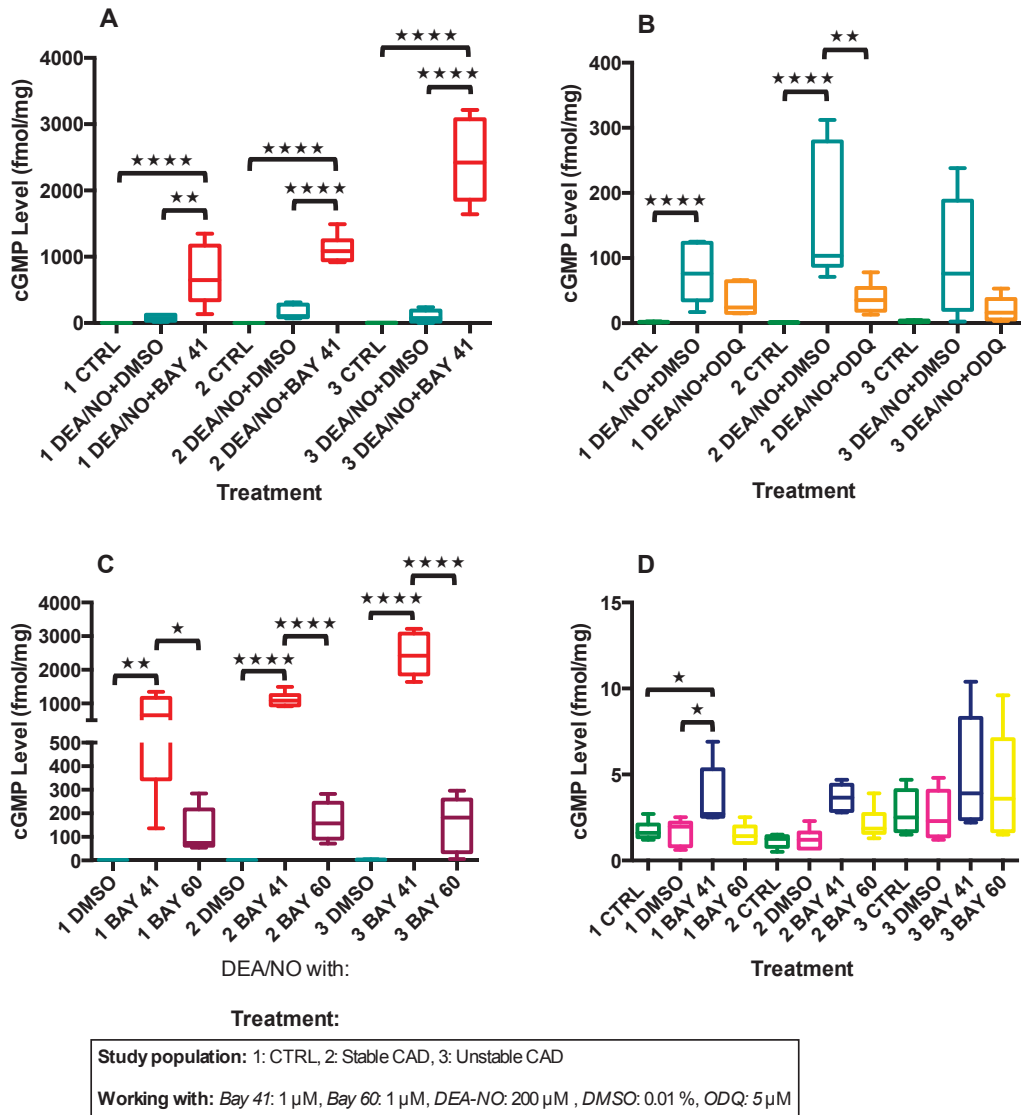 A
cGMP Level (fmol/mg)
4000
3000
2000
1000
0
★★★★
★★
★★★★
★★★★
★★★★
★★★★
1 CTRL
1 DEA/NO+DMSO
1 DEA/NO+BAY 41
2 CTRL
2 DEA/NO+DMSO
2 DEA/NO+BAY 41
3 CTRL
3 DEA/NO+DMSO
3 DEA/NO+BAY 41
Treatment
B
cGMP Level (fmol/mg)
400
300
200
100
0
★★★★
★★★★
★★
1 CTRL
1 DEA/NO+DMSO
1 DEA/NO+ODQ
2 CTRL
2 DEA/NO+DMSO
2 DEA/NO+ODQ
3 CTRL
3 DEA/NO+DMSO
3 DEA/NO+ODQ
Treatment
C
cGMP Level (fmol/mg)
4000
3000
2000
1000
500
400
300
200
100
0
★★
★
★★★★
★★★★
★★★★
★★★★
1 DMSO
1 BAY 41
1 BAY 60
2 DMSO
2 BAY 41
2 BAY 60
3 DMSO
3 BAY 41
3 BAY 60
DEA/NO with:
Treatment:
D
cGMP Level (fmol/mg)
15
10
5
0
★
★
1 CTRL
1 DMSO
1 BAY 41
1 BAY 60
2 CTRL
2 DMSO
2 BAY 41
2 BAY 60
3 CTRL
3 DMSO
3 BAY 41
3 BAY 60
Treatment
Study population: 1: CTRL, 2: Stable CAD, 3: Unstable CAD
Working with: Bay 41: 1 µM, Bay 60: 1 µM, DEA-NO: 200 µM , DMSO: 0.01 %, ODQ: 5 µM